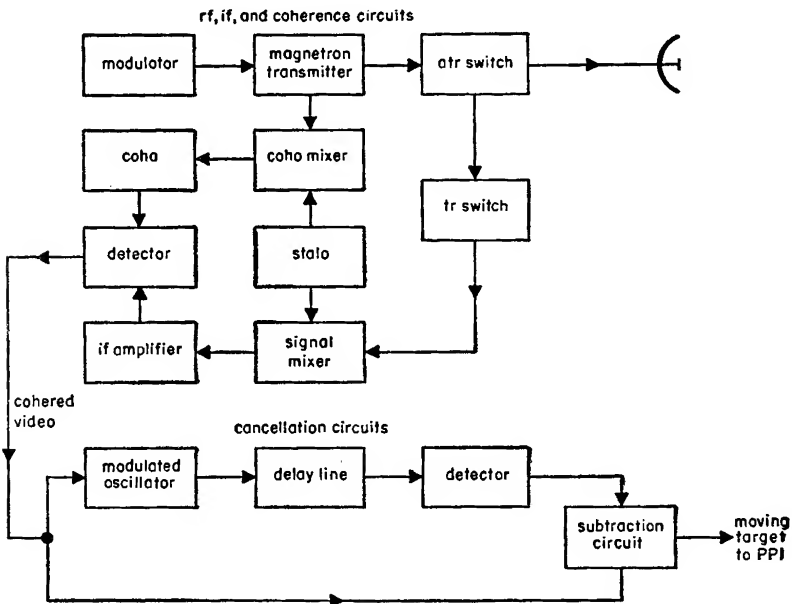 rf, if, and coherence circuits
modulator
magnetron
transmitter
atr switch
coha
coho mixer
tr switch
detector
stalo
if amplifier
signal
mixer
cohered
video
cancellation circuits
modulated
oscillator
delay line
detector
subtraction
circuit
moving
target
to PPI